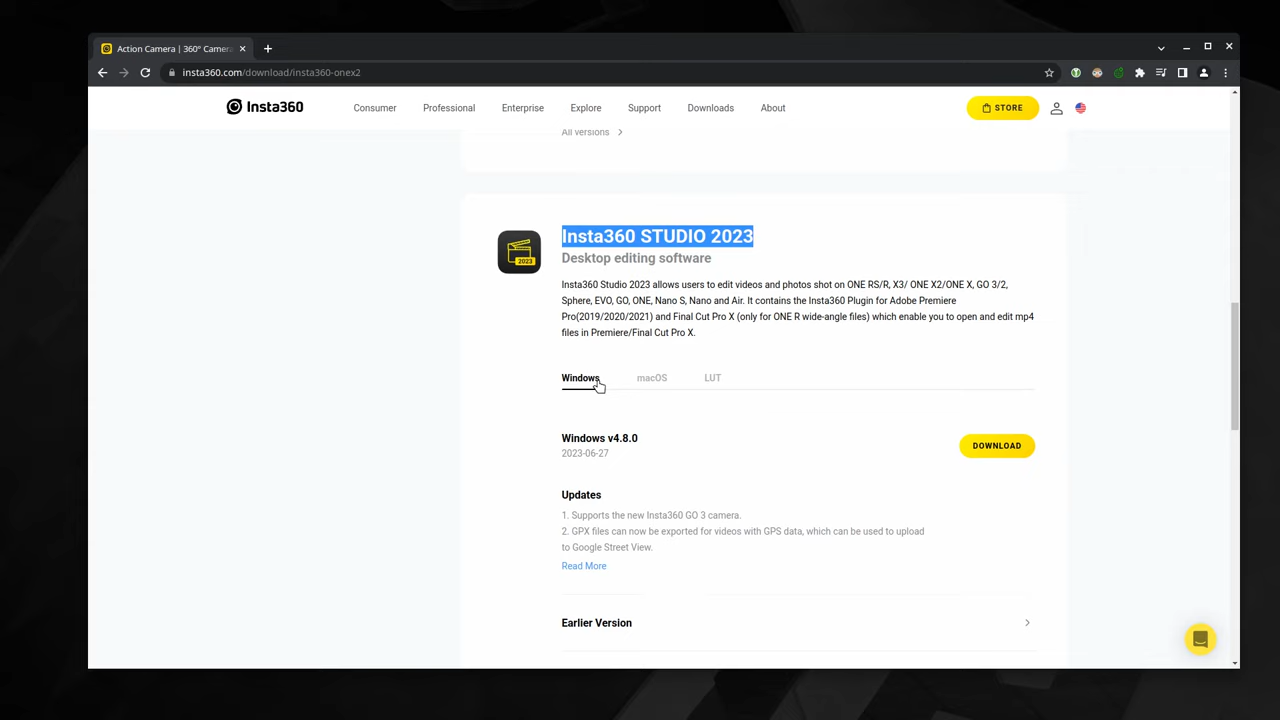 Action Camera | 360° Camera
insta360.com/download/insta360-onex2
Insta360
Consumer
Professional
Enterprise
Explore
Support
Downloads
About
STORE
All versions
2023
Insta360 STUDIO 2023
Desktop editing software
Insta360 Studio 2023 allows users to edit videos and photos shot on ONE RS/R, X3/ ONE X2/ONE X, GO 3/2,
Sphere, EVO, GO, ONE, Nano S, Nano and Air. It contains the Insta360 Plugin for Adobe Premiere
Pro(2019/2020/2021) and Final Cut Pro X (only for ONE R wide-angle files) which enable you to open and edit mp4
files in Premiere/Final Cut Pro X.
Windows
macOS
LUT
Windows v4.8.0
2023-06-27
DOWNLOAD
Updates
1. Supports the new Insta360 GO 3 camera.
2. GPX files can now be exported for videos with GPS data, which can be used to upload
to Google Street View.
Read More
Earlier Version